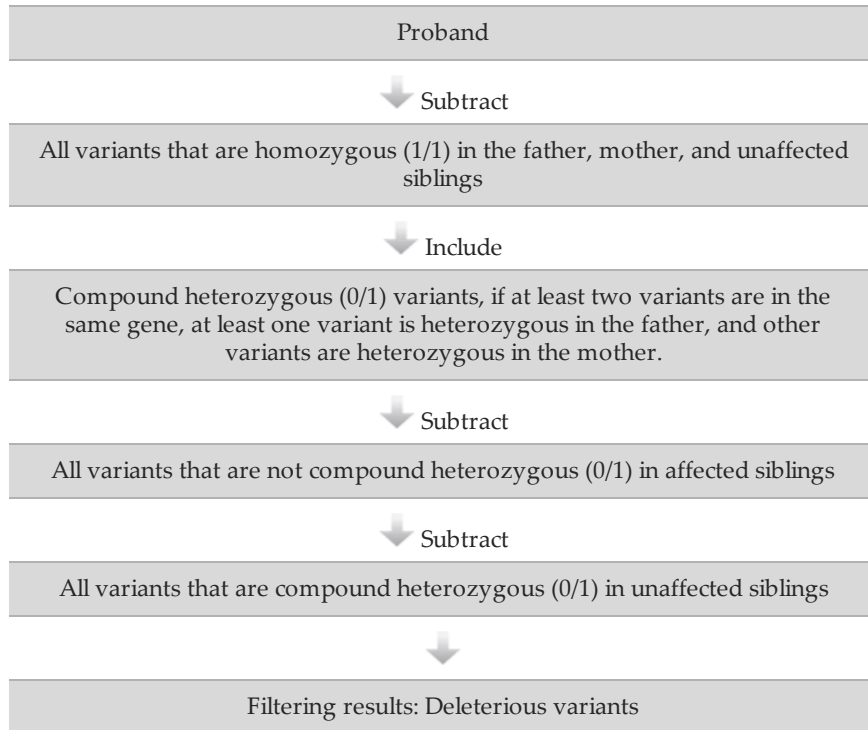 Proband
Subtract
All variants that are homozygous (1/1) in the father, mother, and unaffected
siblings
Include
Compound heterozygous (0/1) variants, if at least two variants are in the
same gene, at least one variant is heterozygous in the father, and other
variants are heterozygous in the mother.
Subtract
All variants that are not compound heterozygous (0/1) in affected siblings
Subtract
All variants that are compound heterozygous (0/1) in unaffected siblings
Filtering results: Deleterious variants